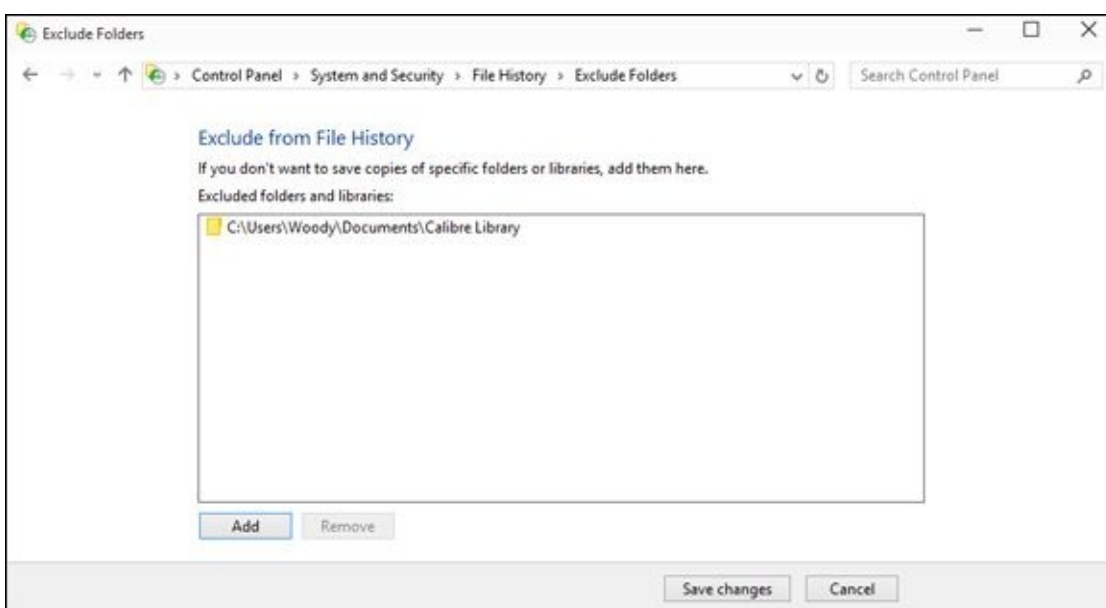 Exclude Folders
Control Panel › System and Security › File History › Exclude Folders
Search Control Panel
Exclude from File History
If you don't want to save copies of specific folders or libraries, add them here.
Excluded folders and libraries:
C:\Users\Woody\Documents\Calibre Library
Add Remove
Save changes Cancel